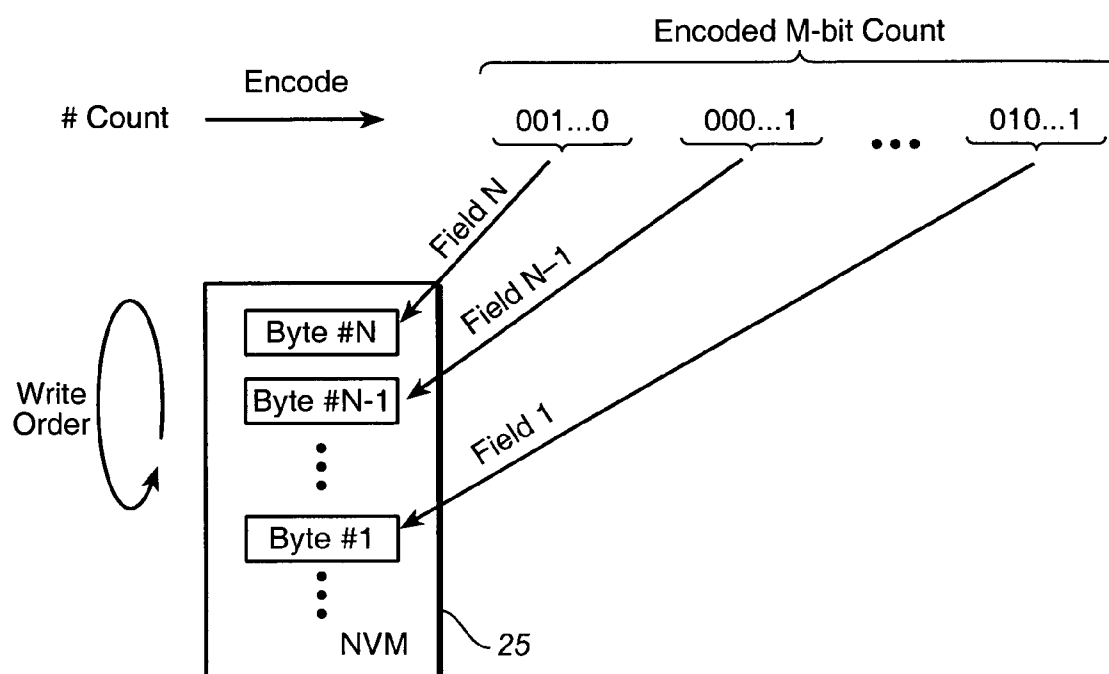 Encoded M-bit Count
Encode
# Count
001...0
000...1
010...1
Field N
Field N–1
Field 1
Byte #N
Byte #N-1
Byte #1
Write
Order
NVM
25